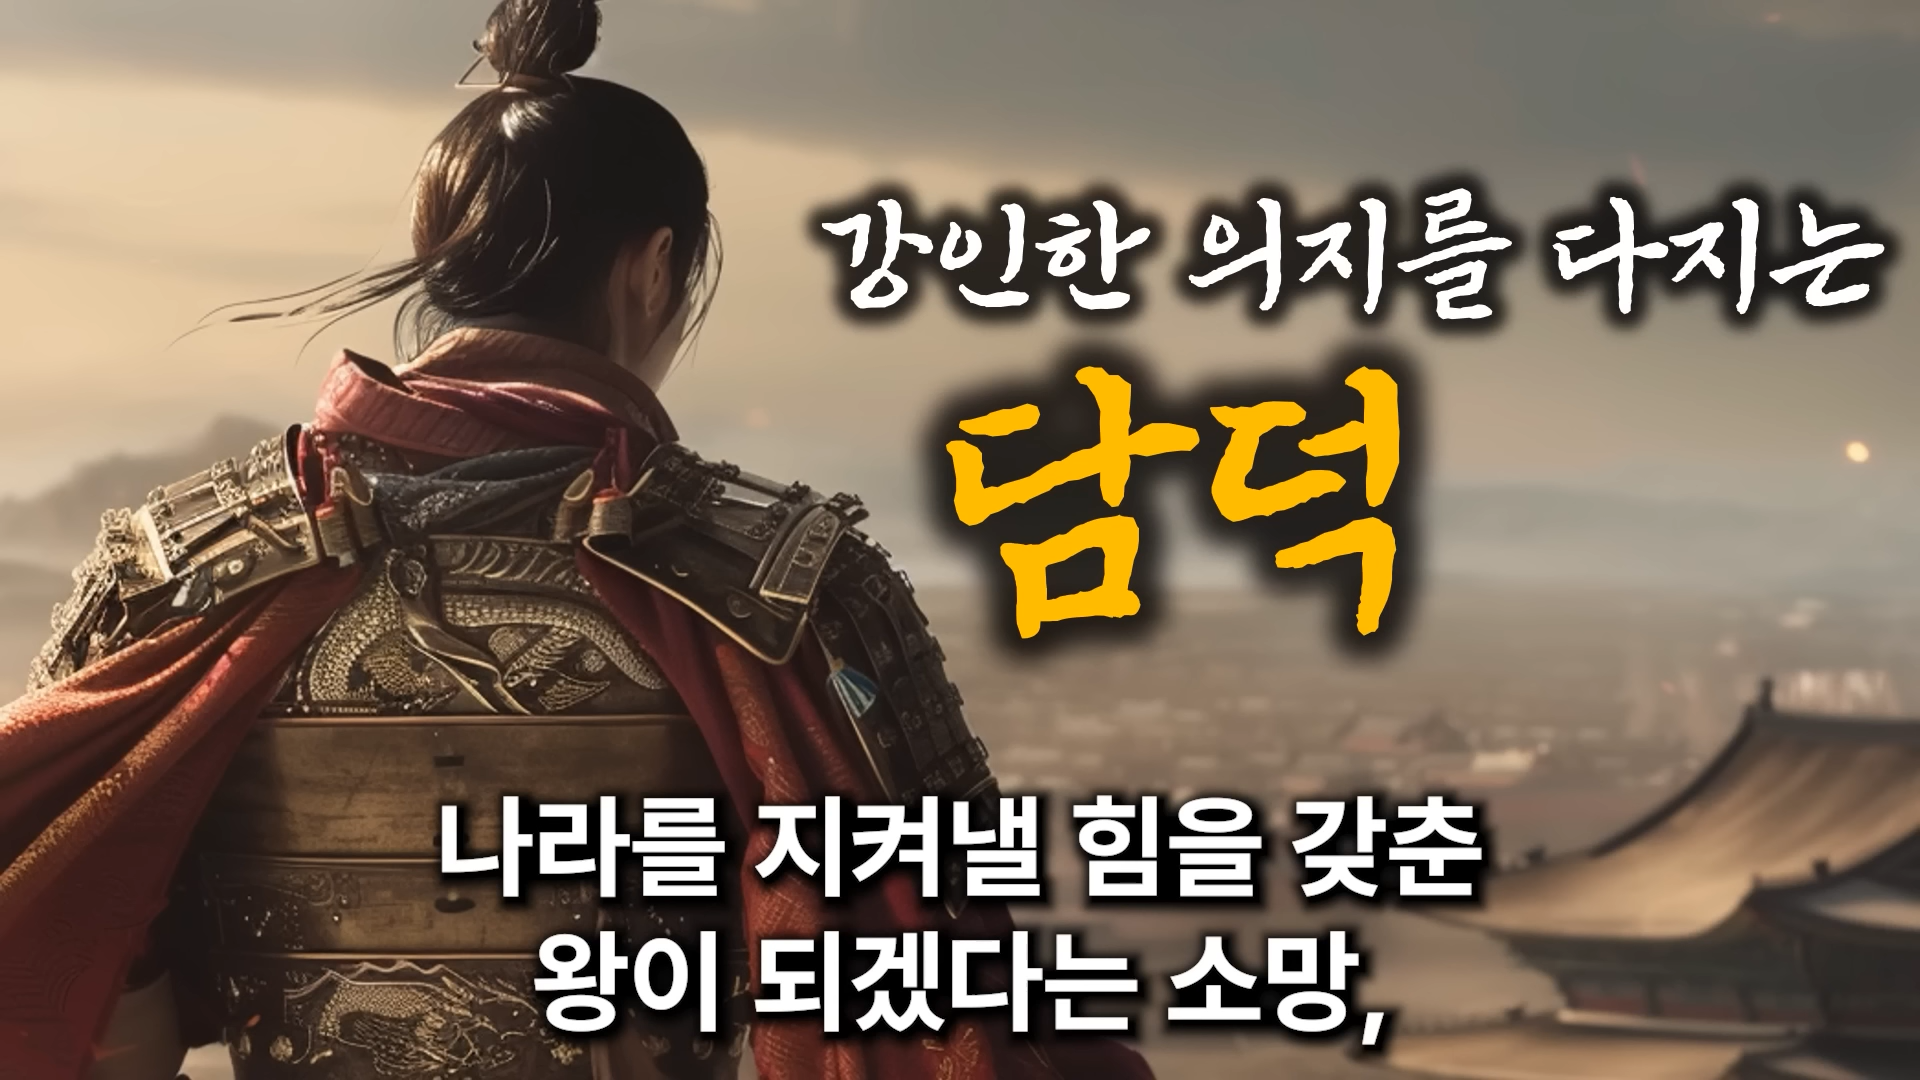 강인한 의지를 다지는
담덕
나라를 지켜낼 힘을 갖춘
왕이 되겠다는 소망,